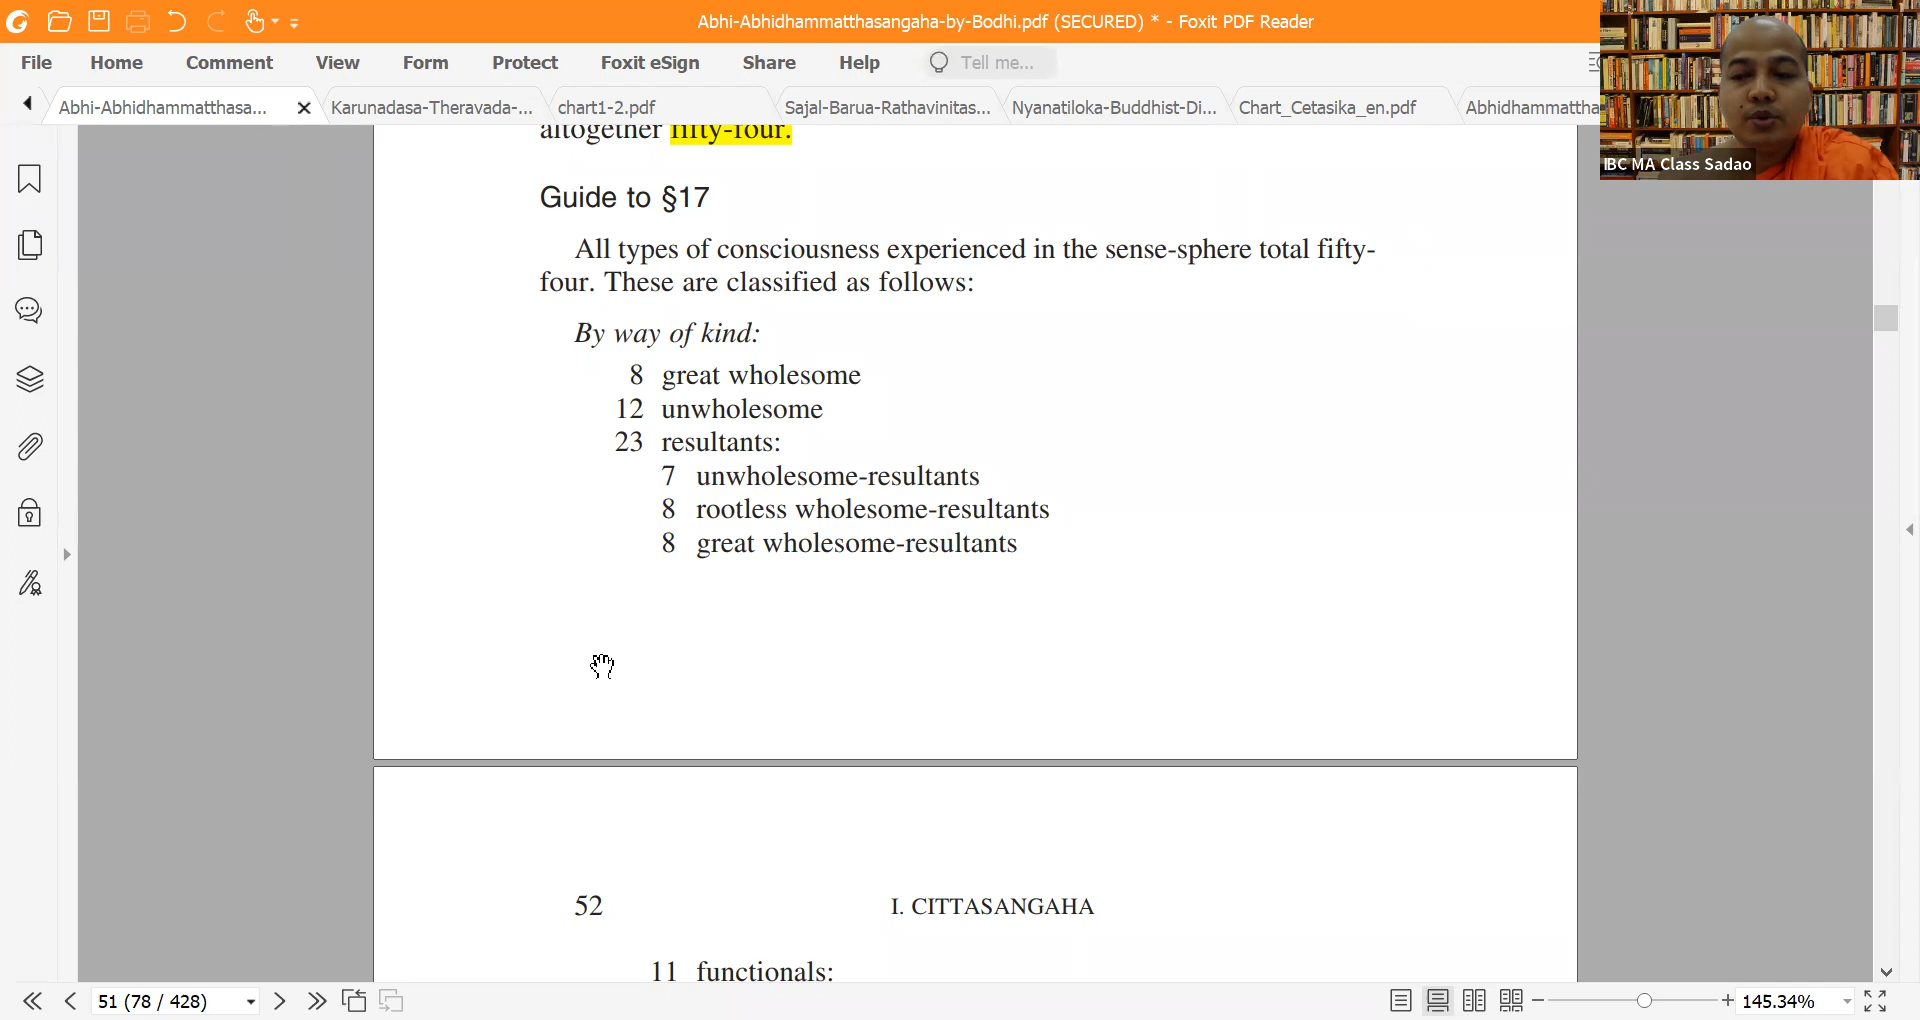 Abhi-Abhidhammatthasangaha-by-Bodhi.pdf (SECURED) * - Foxit PDF Reader
File Home Comment View Form Protect Foxit eSign Share Help Tell me...
Abhi-Abhidhammatthasa... Karunadasa-Theravada-... chart1-2.pdf Sajal-Barua-Rathavinitas... Nyanatiloka-Buddhist-Di... Chart_Cetasika_en.pdf Abhidhammattha
IBC MA Class Sadao
altogether fifty-four.
Guide to §17
All types of consciousness experienced in the sense-sphere total fifty-
four. These are classified as follows:
By way of kind:
8 great wholesome
12 unwholesome
23 resultants:
7 unwholesome-resultants
8 rootless wholesome-resultants
8 great wholesome-resultants
52 I. CITTASANGAHA
11 functionals:
51 (78 / 428) 145.34%